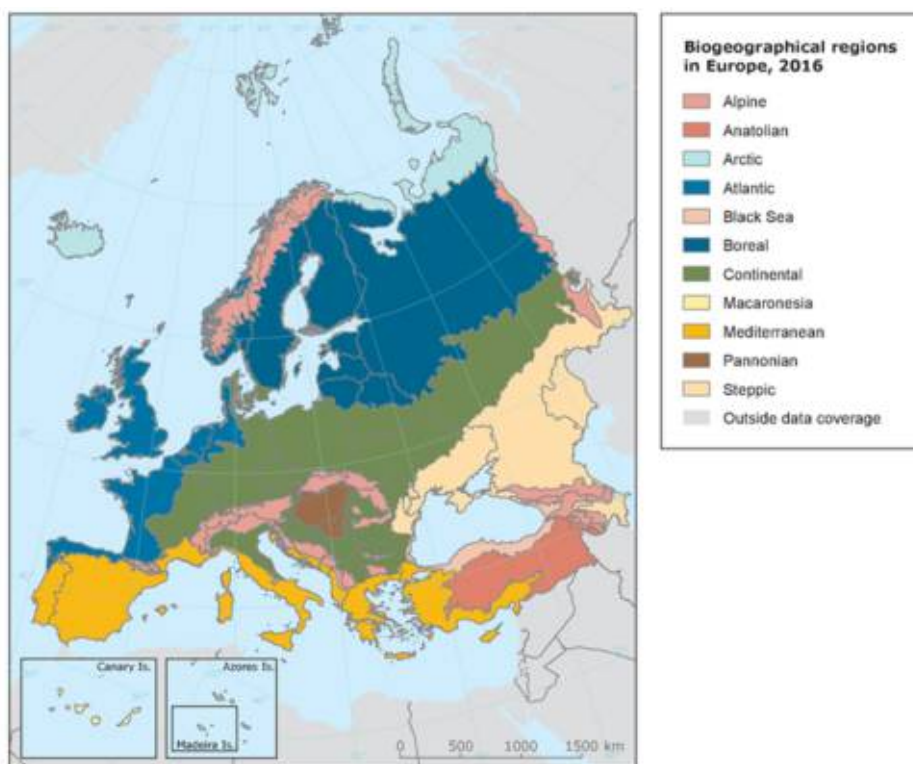 Biogeographical regions
in Europe, 2016
Alpine
Anatolian
Arctic
Atlantic
Black Sea
Boreal
Continental
Macaronesia
Mediterranean
Pannonian
Steppic
Outside data coverage
Canary Is.
Azores Is.
Madeira Is.
0 500 1000 1500 km